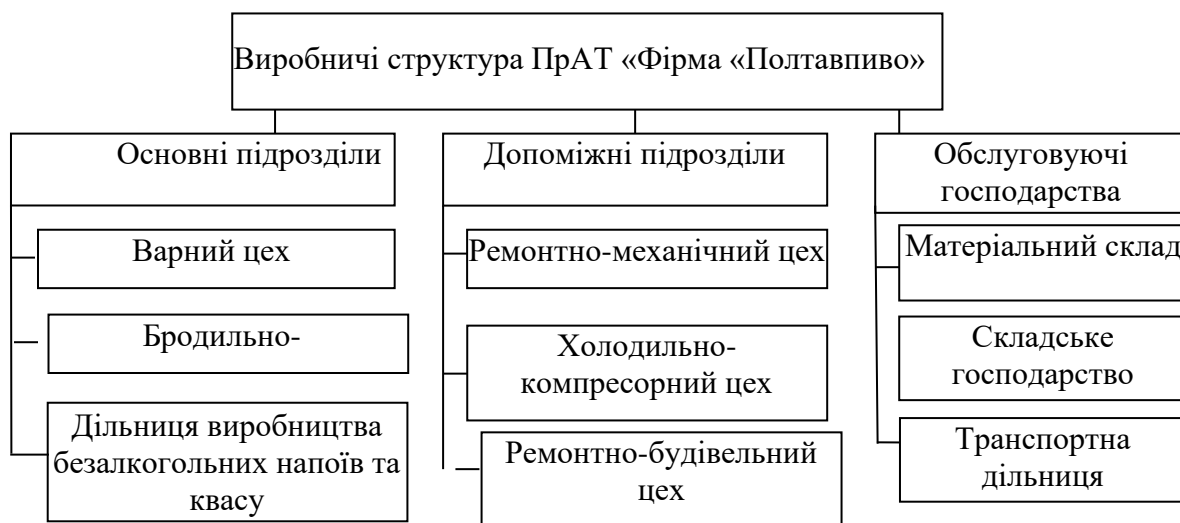 Виробничі структура ПрАТ «Фірма «Полтавпиво»
Основні підрозділи
Варний цех
Бродильно-
Дільниця виробництва
безалкогольних напоїв та
квасу
Допоміжні підрозділи
Ремонтно-механічний цех
Холодильно-
компресорний цех
Ремонтно-будівельний
цех
Обслуговуючі
господарства
Матеріальний склад
Складське
господарство
Транспортна
дільниця